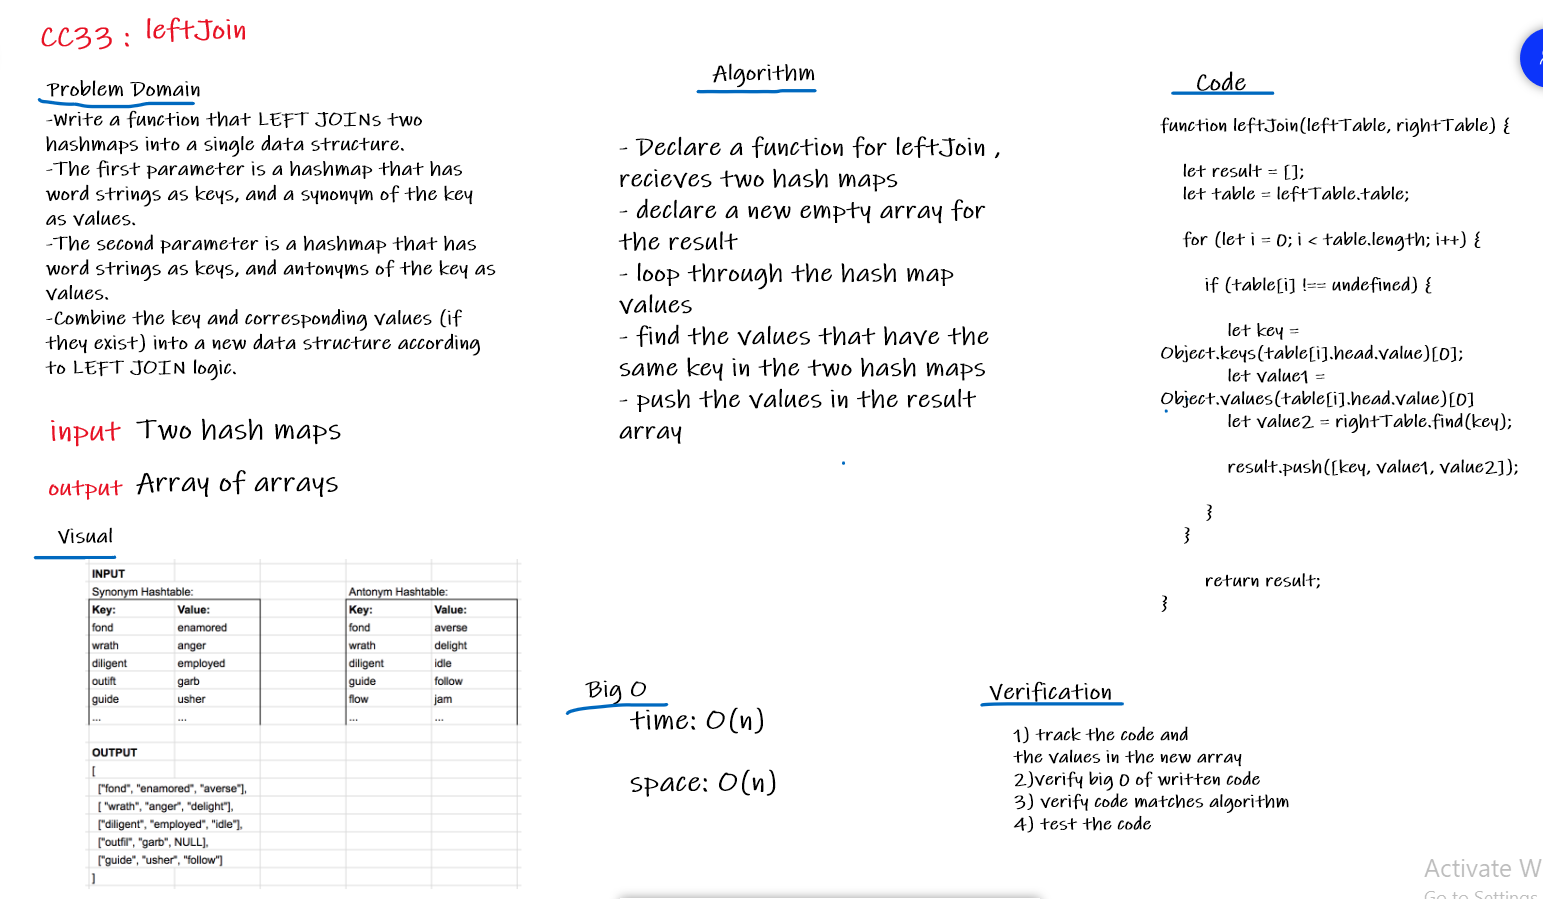 CC33 : leftJoin
Problem Domain
-Write a function that LEFT JOINs two
hashmaps into a single data structure.
-The first parameter is a hashmap that has
word strings as keys, and a synonym of the key
as values.
-The second parameter is a hashmap that has
word strings as keys, and antonyms of the key as
values.
-Combine the key and corresponding values (if
they exist) into a new data structure according
to LEFT JOIN logic.
input Two hash maps
output Array of arrays
Visual
INPUT
Synonym Hashtable: Antonym Hashtable:
Key: Value: Key: Value:
fond enamored fond averse
wrath anger wrath delight
diligent employed diligent idle
outift garb guide follow
guide usher flow jam
... ... ... ...
OUTPUT
[
["fond", "enamored", "averse"],
[ "wrath", "anger", "delight"],
["diligent", "employed", "idle"],
["outfil", "garb", NULL],
["guide", "usher", "follow"]
]
Algorithm
- Declare a function for leftJoin ,
recieves two hash maps
- declare a new empty array for
the result
- loop through the hash map
values
- find the values that have the
same key in the two hash maps
- push the values in the result
array
Big O
time: O(n)
space: O(n)
Code
function leftJoin(leftTable, rightTable) {
let result = [];
let table = leftTable.table;
for (let i = 0; i < table.length; i++) {
if (table[i] !== undefined) {
let key =
Object.keys(table[i].head.value)[0];
let value1 =
Object.values(table[i].head.value)[0]
let value2 = rightTable.find(key);
result.push([key, value1, value2]);
}
}
return result;
}
Verification
1) track the code and
the values in the new array
2)verify big O of written code
3) verify code matches algorithm
4) test the code
Activate W
Go to Settings